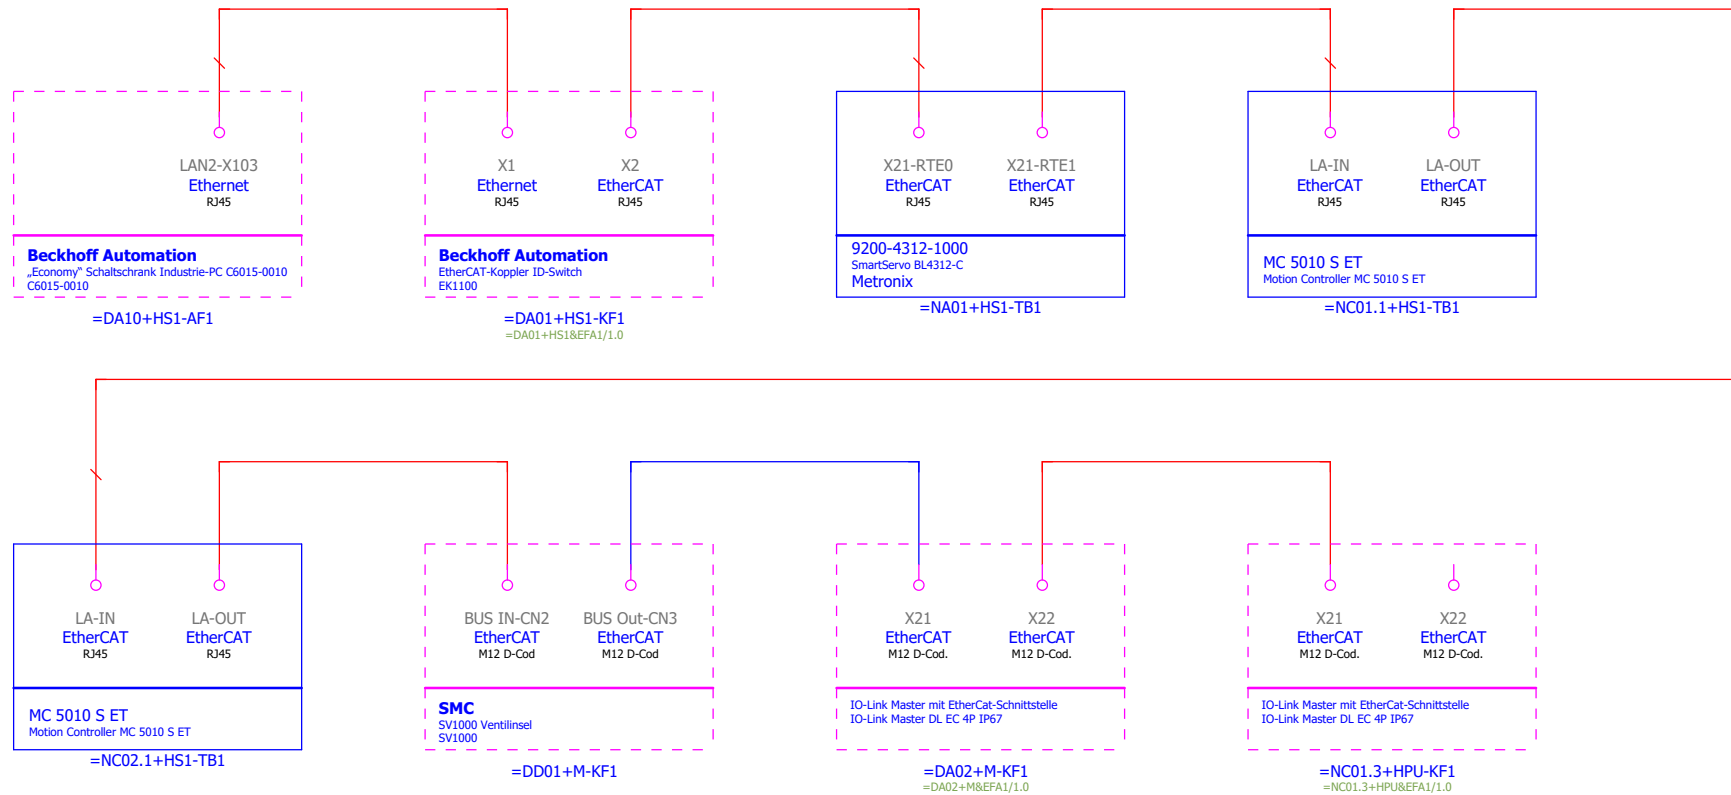 LAN2-X103
Ethernet
RJ45
Beckhoff Automation
„Economy“ Schaltschrank Industrie-PC C6015-0010
C6015-0010
=DA10+HS1-AF1
X1
Ethernet
RJ45
X2
EtherCAT
RJ45
Beckhoff Automation
EtherCAT-Koppler ID-Switch
EK1100
=DA01+HS1-KF1
=DA01+HS1&EFA1/1.0
X21-RTE0
EtherCAT
RJ45
X21-RTE1
EtherCAT
RJ45
9200-4312-1000
SmartServo BL4312-C
Metronix
=NA01+HS1-TB1
LA-IN
EtherCAT
RJ45
LA-OUT
EtherCAT
RJ45
MC 5010 S ET
Motion Controller MC 5010 S ET
=NC01.1+HS1-TB1
LA-IN
EtherCAT
RJ45
LA-OUT
EtherCAT
RJ45
MC 5010 S ET
Motion Controller MC 5010 S ET
=NC02.1+HS1-TB1
BUS IN-CN2
EtherCAT
M12 D-Cod
BUS Out-CN3
EtherCAT
M12 D-Cod
SMC
SV1000 Ventilinsel
SV1000
=DD01+M-KF1
X21
EtherCAT
M12 D-Cod.
X22
EtherCAT
M12 D-Cod.
IO-Link Master mit EtherCat-Schnittstelle
IO-Link Master DL EC 4P IP67
=DA02+M-KF1
=DA02+M&EFA1/1.0
X21
EtherCAT
M12 D-Cod.
X22
EtherCAT
M12 D-Cod.
IO-Link Master mit EtherCat-Schnittstelle
IO-Link Master DL EC 4P IP67
=NC01.3+HPU-KF1
=NC01.3+HPU&EFA1/1.0